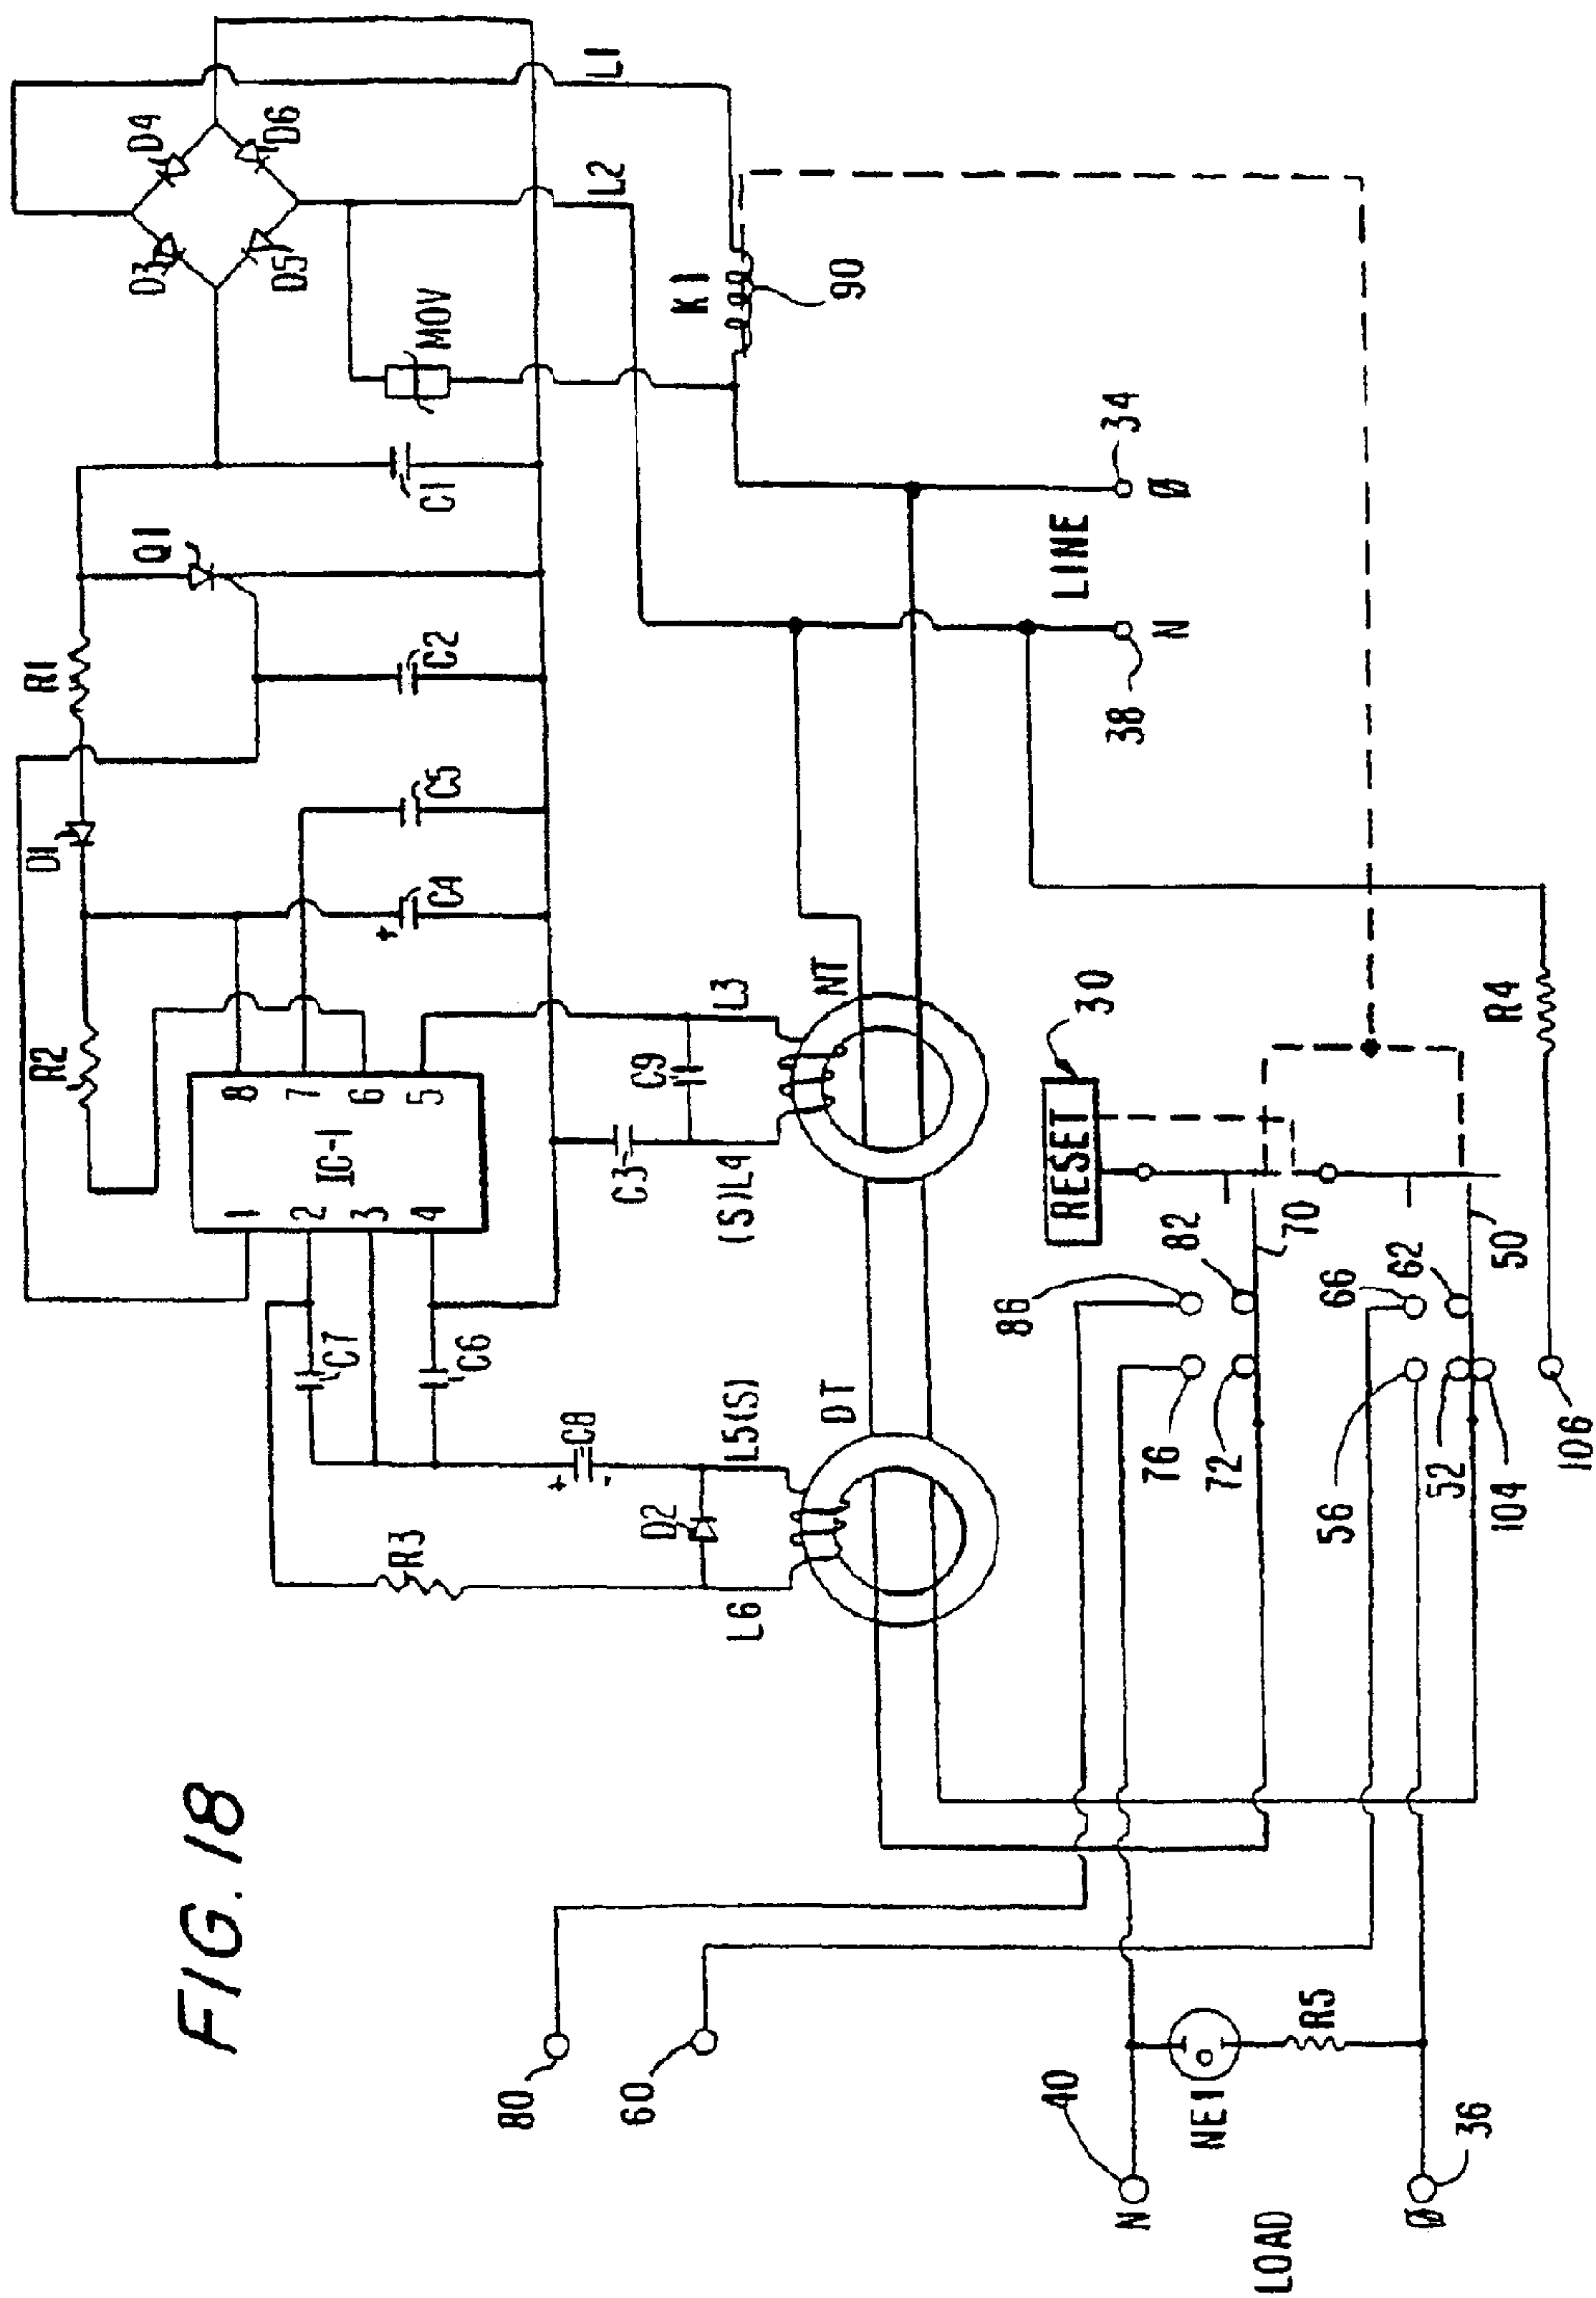 FIG. 18
D4
D6
D3
D5
L1
L2
MOV
K1
90
C1
Q1
R1
C2
C5
D1
C4
+
R2
IC-1
8
7
6
5
1
2
3
4
C9
L3
NT
C3
(S)L4
C7
C6
+
C8
-
L5(S)
DT
D2
R3
L6
34
Ø
LINE
N
38
RESET
30
R4
86
82
70
76
72
66
62
50
56
52
104
106
80
60
40
N
NE1
R5
LOAD
Ø
36